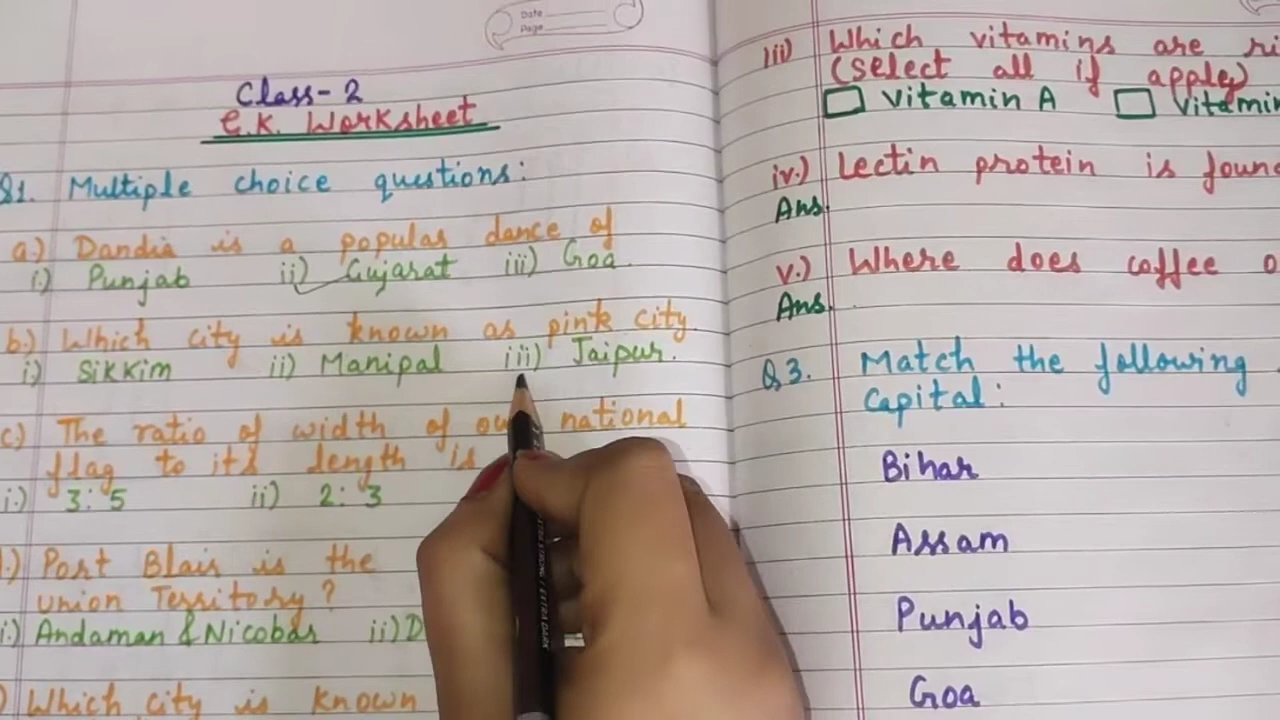 Date
Page
Class-2
G.K. Worksheet
Q1. Multiple choice questions:
a.) Dandia is a popular dance of
i.) Punjab ii) Gujarat iii) Goa
b.) Which city is known as pink city
i.) Sikkim ii) Manipal iii) Jaipur.
c.) The ratio of width of our national
flag to its length is
i.) 3:5 ii) 2:3
.) Port Blair is the
union Territory?
i.) Andaman & Nicobar ii) D
) Which city is known
iii) Which vitamins are ri
(select all if apply)
Vitamin A Vitamin
iv.) Lectin protein is foun
Ans.
v.) Where does coffee
Ans.
Q3. Match the following
Capital:
Bihar
Assam
Punjab
Goa